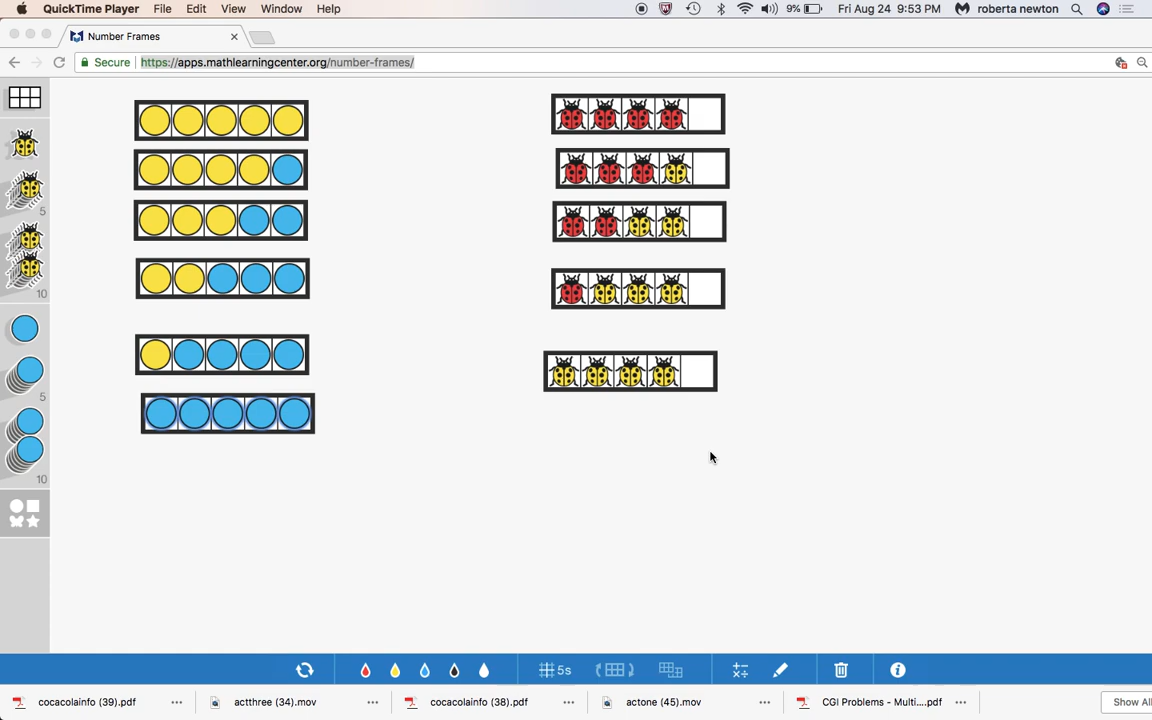 QuickTime Player File Edit View Window Help 9% Fri Aug 24 9:53 PM roberta newton
Number Frames
Secure https://apps.mathlearningcenter.org/number-frames/
5
10
5
10
5s
cocacolainfo (39).pdf actthree (34).mov cocacolainfo (38).pdf actone (45).mov CGI Problems - Multi....pdf Show All